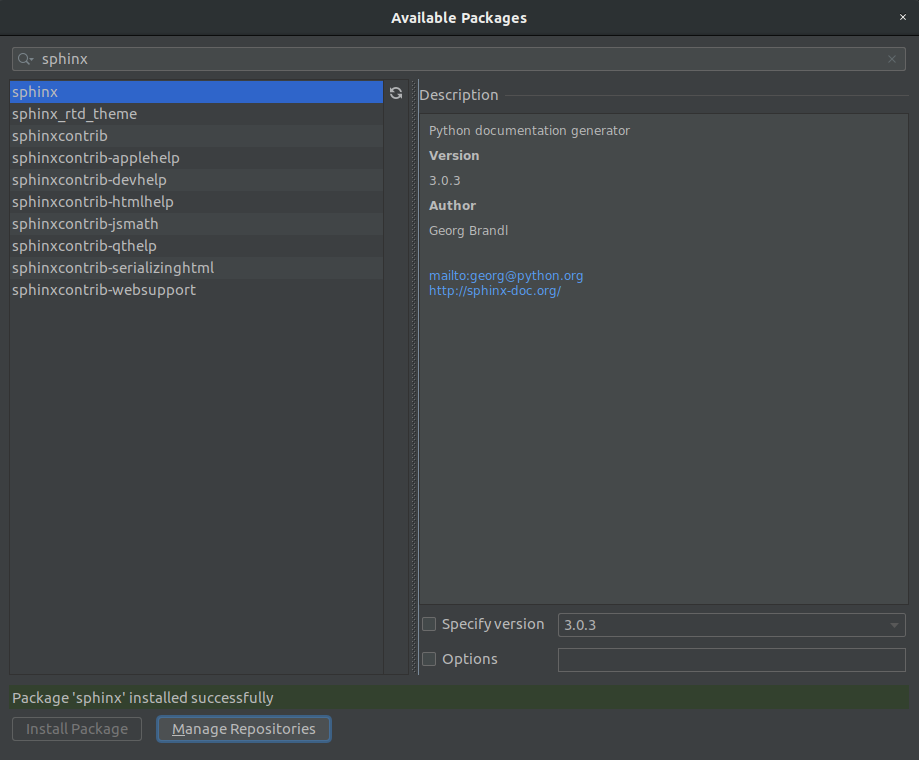 Available Packages
sphinx
sphinx
sphinx_rtd_theme
sphinxcontrib
sphinxcontrib-applehelp
sphinxcontrib-devhelp
sphinxcontrib-htmlhelp
sphinxcontrib-jsmath
sphinxcontrib-qthelp
sphinxcontrib-serializinghtml
sphinxcontrib-websupport
Description
Python documentation generator
Version
3.0.3
Author
Georg Brandl
mailto:georg@python.org
http://sphinx-doc.org/
Specify version 3.0.3
Options
Package 'sphinx' installed successfully
Install Package Manage Repositories